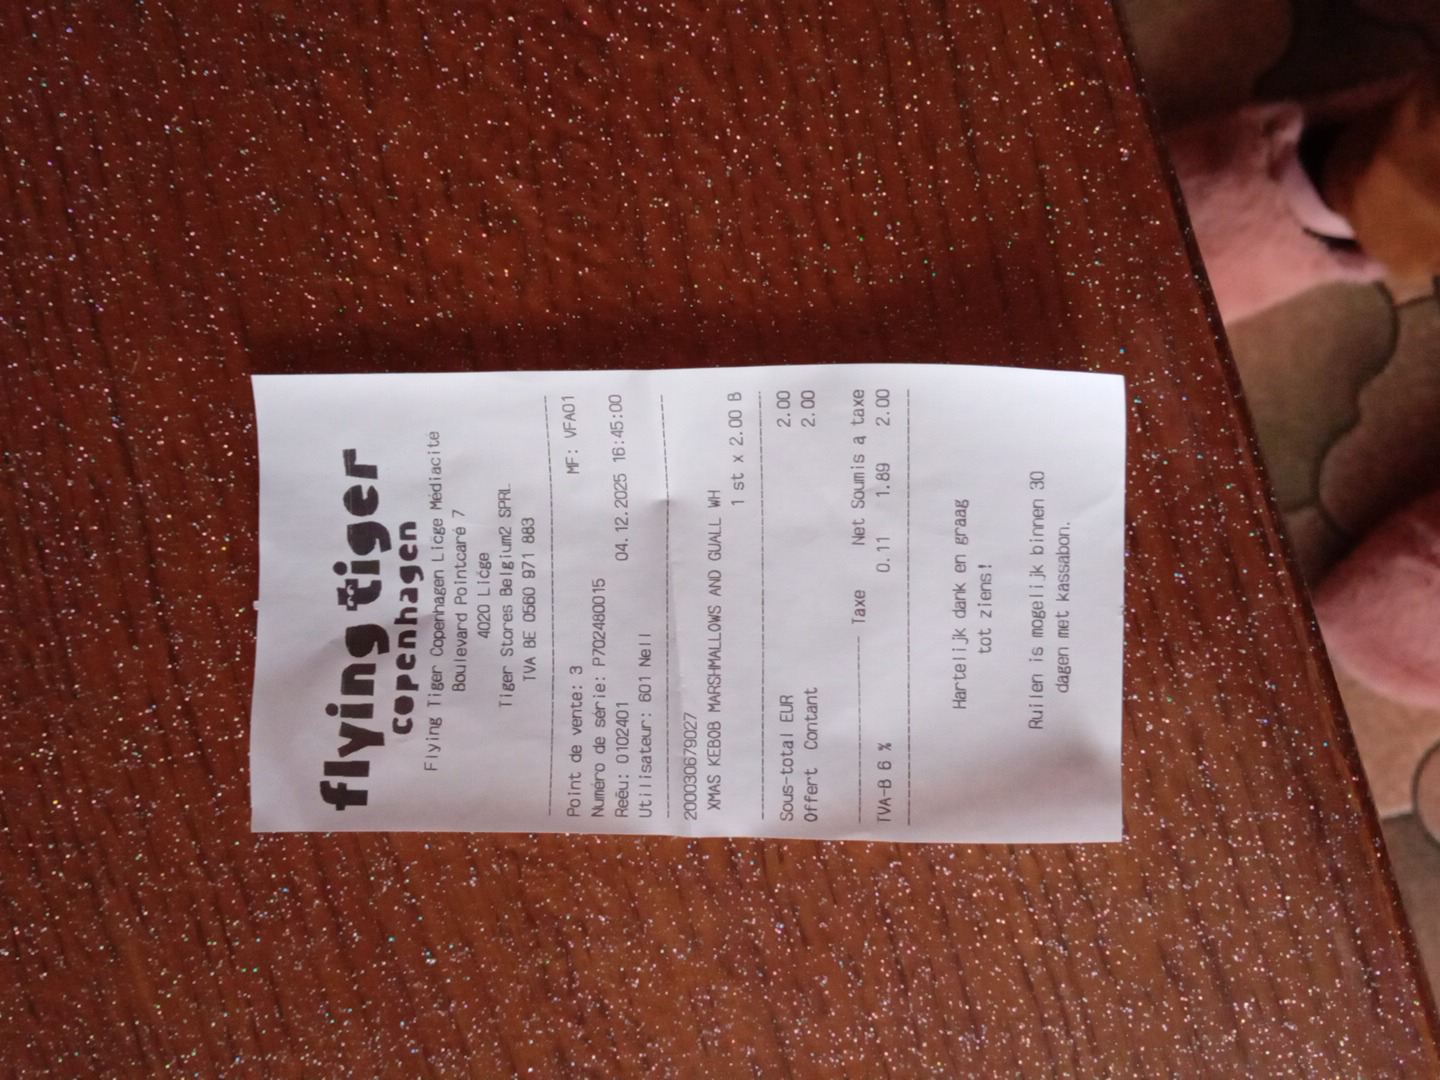 flying tiger
copenhagen
Flying Tiger Copenhagen Liège Médiacite
Boulevard Pointcaré 7
4020 Liège
Tiger Stores Belgium2 SPRL
TVA BE 0560 871 883
Point de vente: 3 MF: VFA01
Numéro de série: P702480015
Reêu: 0102401 04.12.2025 16:45:00
Utilisateur: 601 Nell
200030679027
XMAS KEBOB MARSHMALLOWS AND GUALL WH
1 st x 2.00 B
Sous-total EUR 2.00
Offert Contant 2.00
Taxe Net Soumis a taxe
TVA-B 6 % 0.11 1.89 2.00
Hartelijk dank en graag
tot ziens!
Ruilen is mogelijk binnen 30
dagen met kassabon.